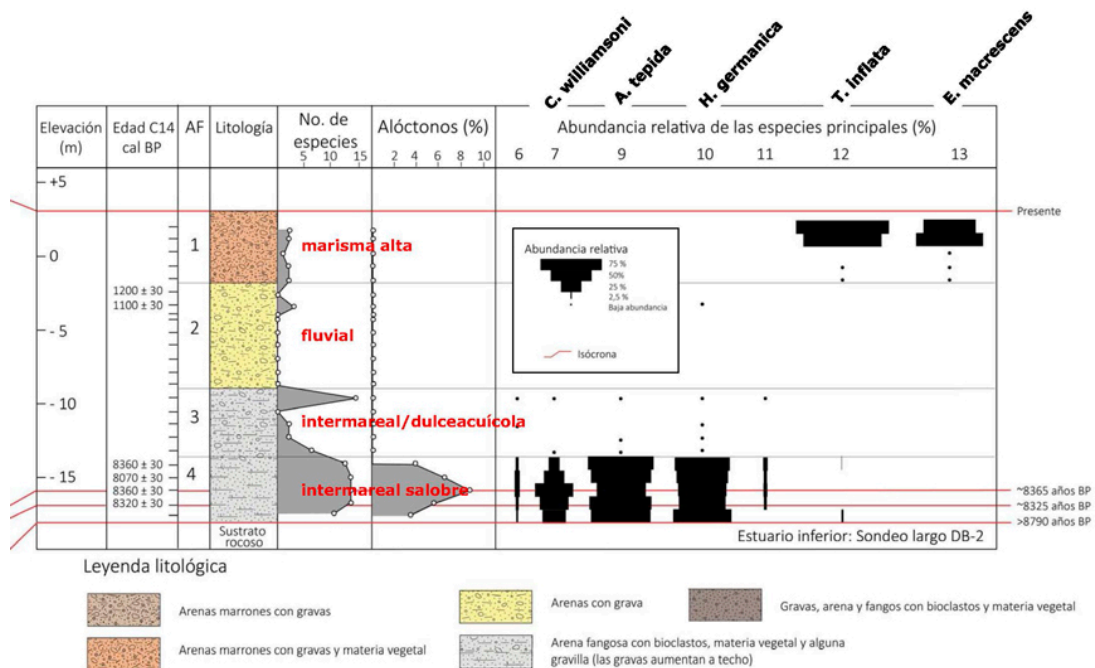 C. williamsoni
A. tepida
H. germanica
T. inflata
E. macrescens
Elevación (m)
Edad C14 cal BP
AF
Litología
No. de especies
5 10 15
Alóctonos (%)
2 4 6 8 10
Abundancia relativa de las especies principales (%)
6 7 9 10 11 12 13
+5
Presente
1
marisma alta
0
Abundancia relativa
75 %
50%
25 %
2,5 %
Baja abundancia
Isócrona
1200 ± 30
1100 ± 30
2
fluvial
- 5
- 10
3
intermareal/dulceacuícola
8360 ± 30
8070 ± 30
8360 ± 30
8320 ± 30
4
- 15
intermareal salobre
~8365 años BP
~8325 años BP
>8790 años BP
Sustrato rocoso
Estuario inferior: Sondeo largo DB-2
Leyenda litológica
Arenas marrones con gravas
Arenas con grava
Gravas, arena y fangos con bioclastos y materia vegetal
Arenas marrones con gravas y materia vegetal
Arena fangosa con bioclastos, materia vegetal y alguna
gravilla (las gravas aumentan a techo)